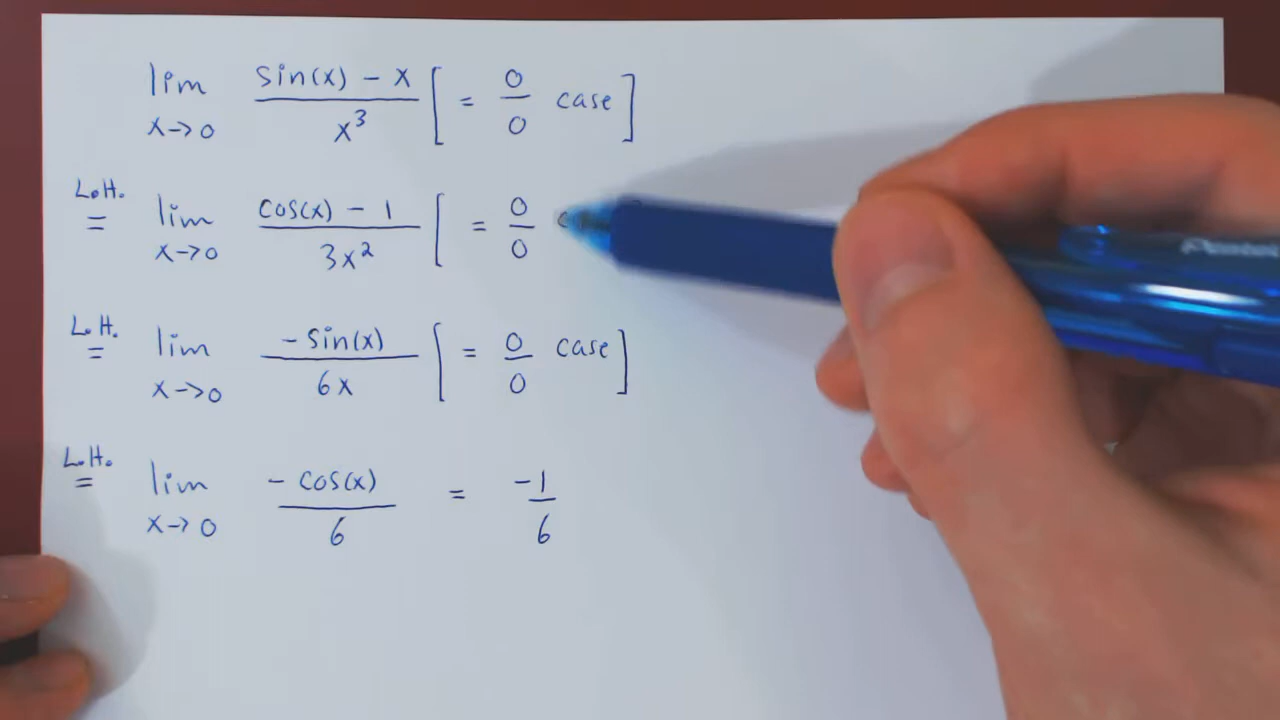 lim x→0 sin(x) − x / x³ [ = 0/0 case ]
L.H. = lim x→0 cos(x) − 1 / 3x² [ = 0/0
L.H. = lim x→0 − sin(x) / 6x [ = 0/0 case ]
L.H. = lim x→0 − cos(x) / 6 = −1/6